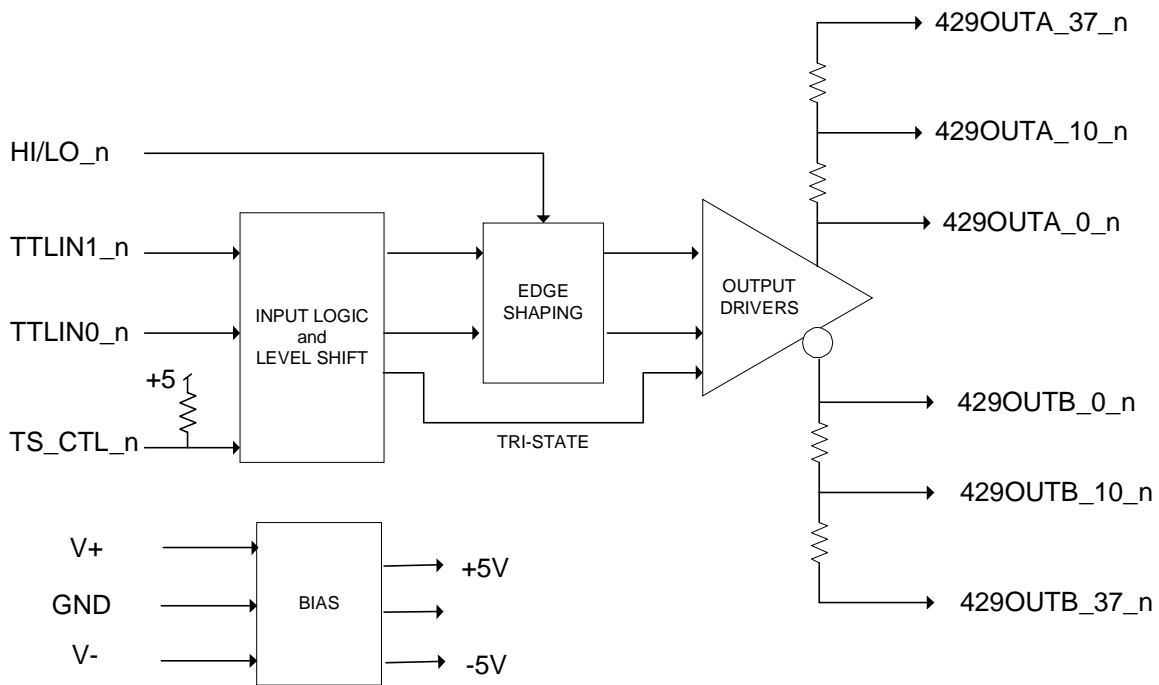 429OUTA_37_n
429OUTA_10_n
HI/LO_n
429OUTA_0_n
TTLIN1_n
EDGE
SHAPING
OUTPUT
DRIVERS
INPUT LOGIC
and
LEVEL SHIFT
TTLIN0_n
+5
TS_CTL_n
TRI-STATE
429OUTB_0_n
429OUTB_10_n
429OUTB_37_n
V+
GND
V-
BIAS
+5V
-5V